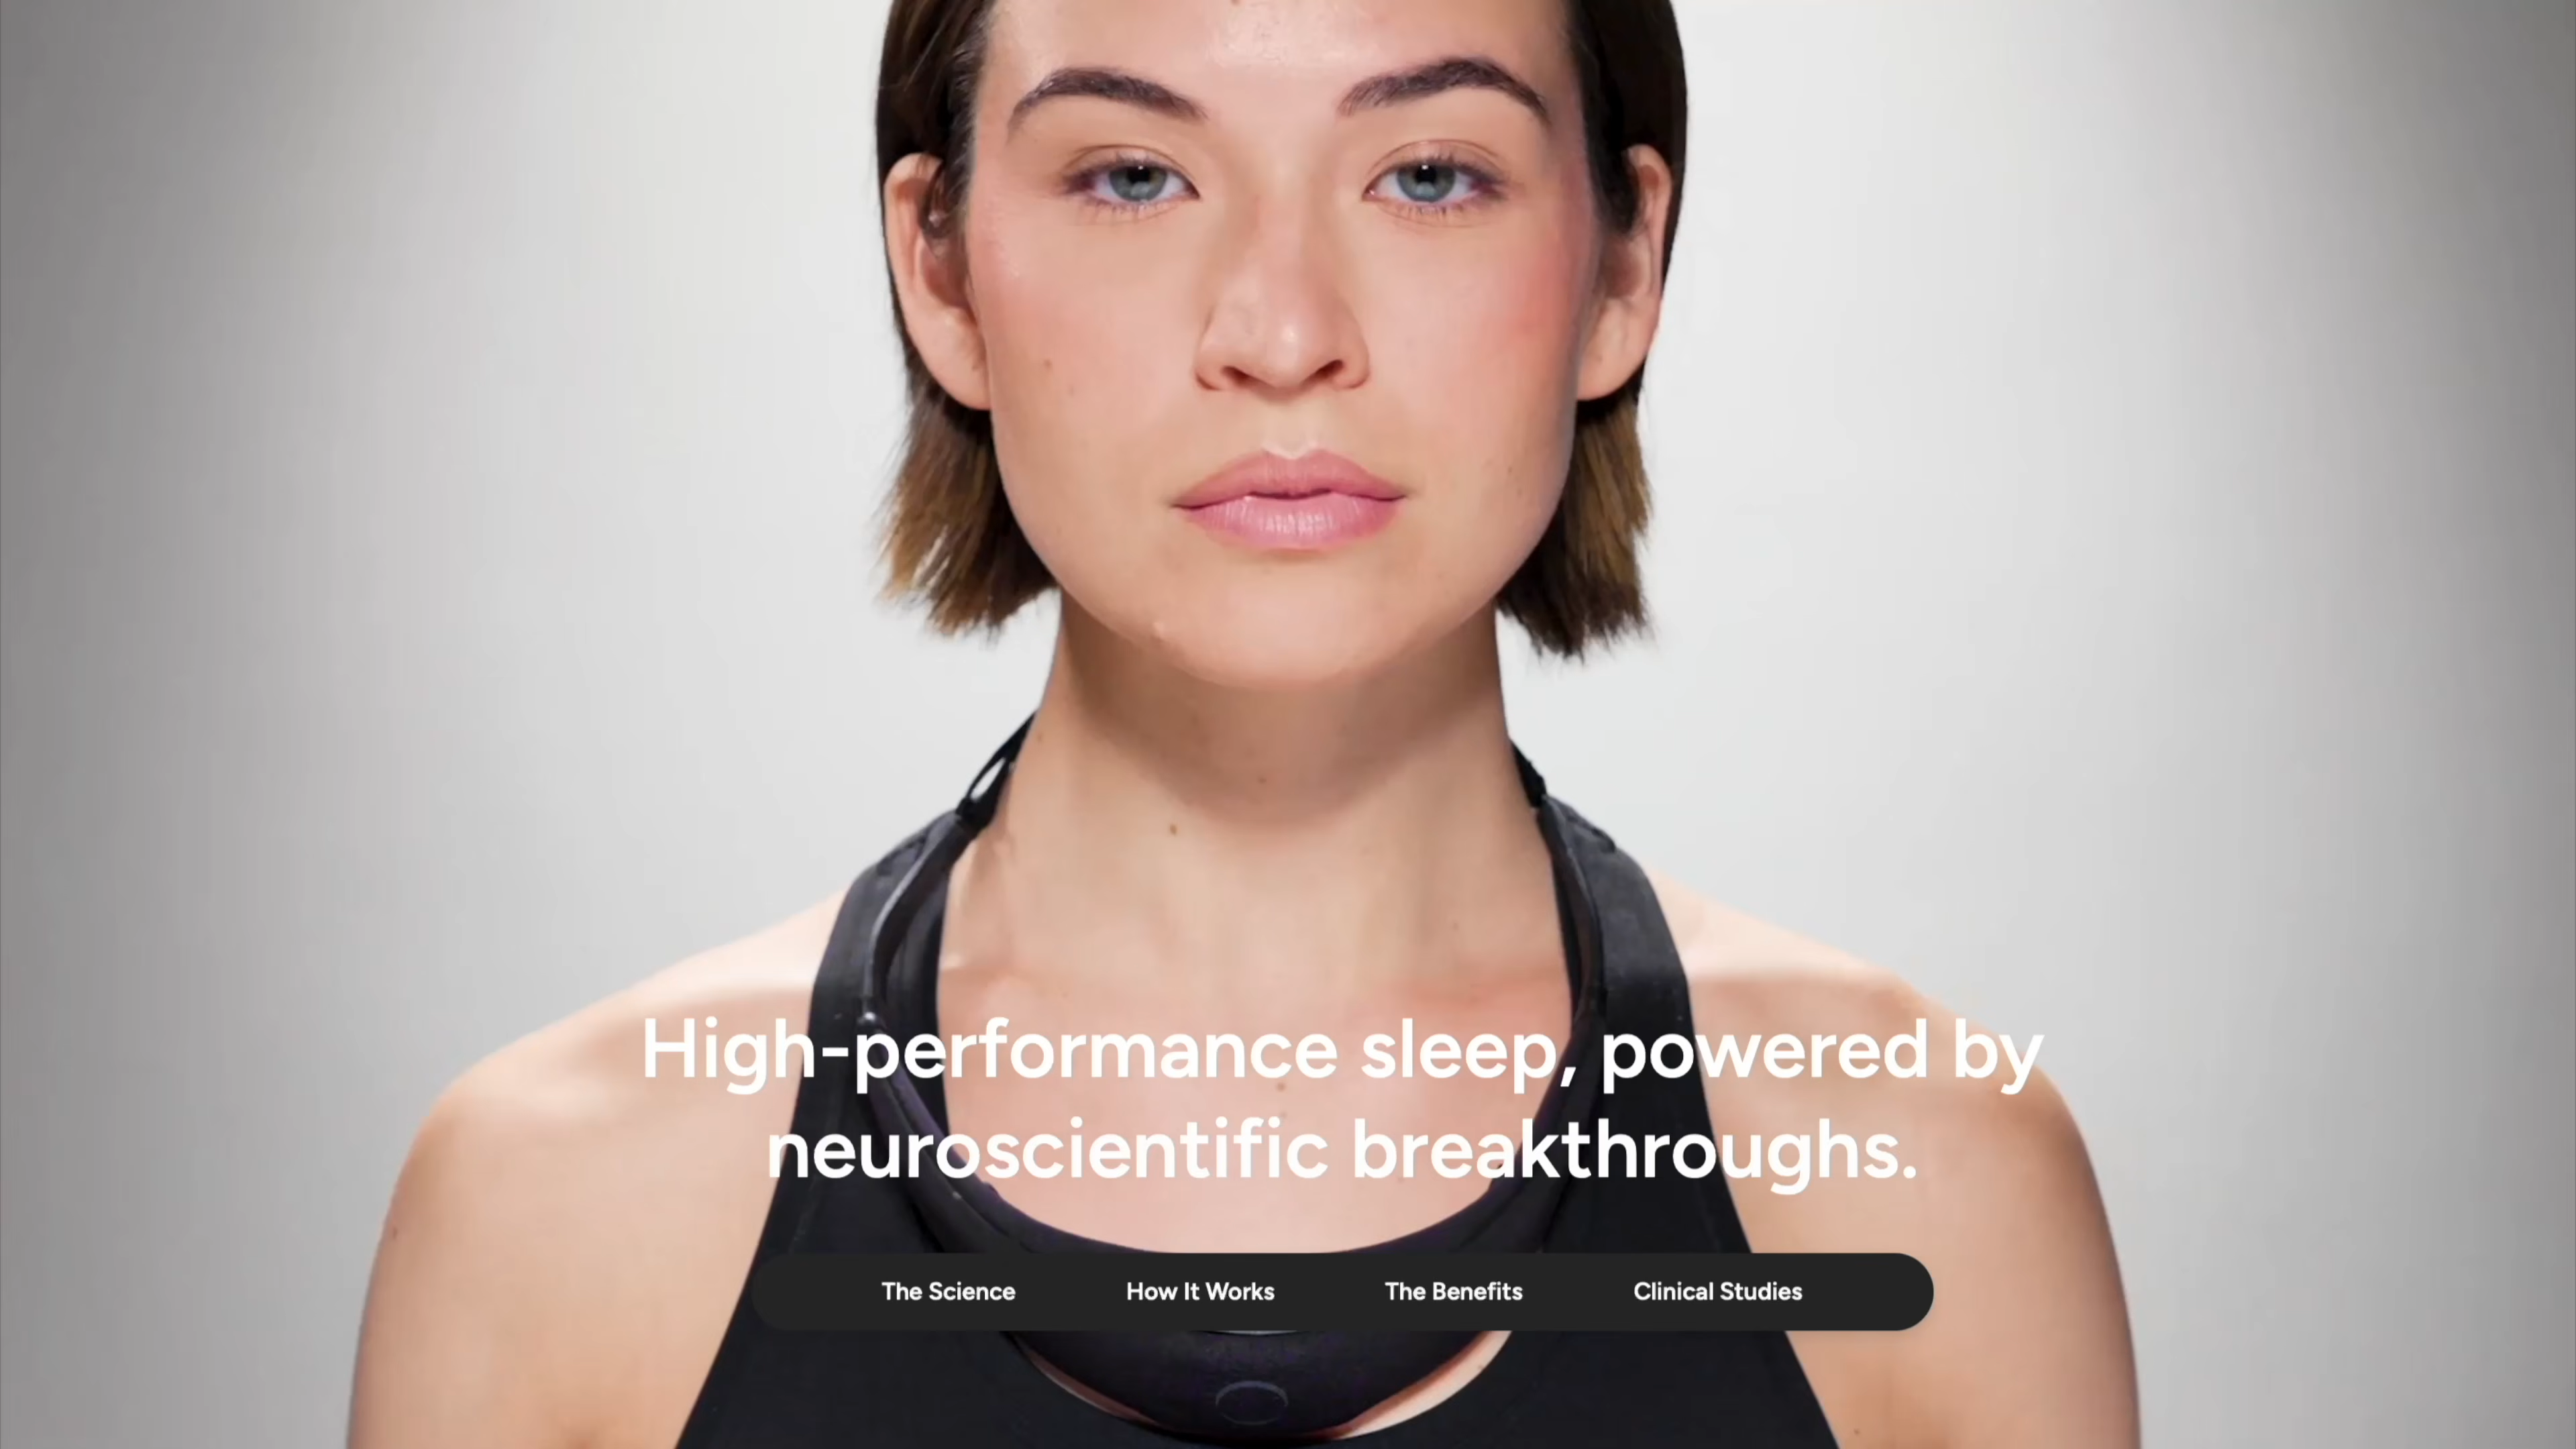 High-performance sleep, powered by
neuroscientific breakthroughs.
The Science
How It Works
The Benefits
Clinical Studies